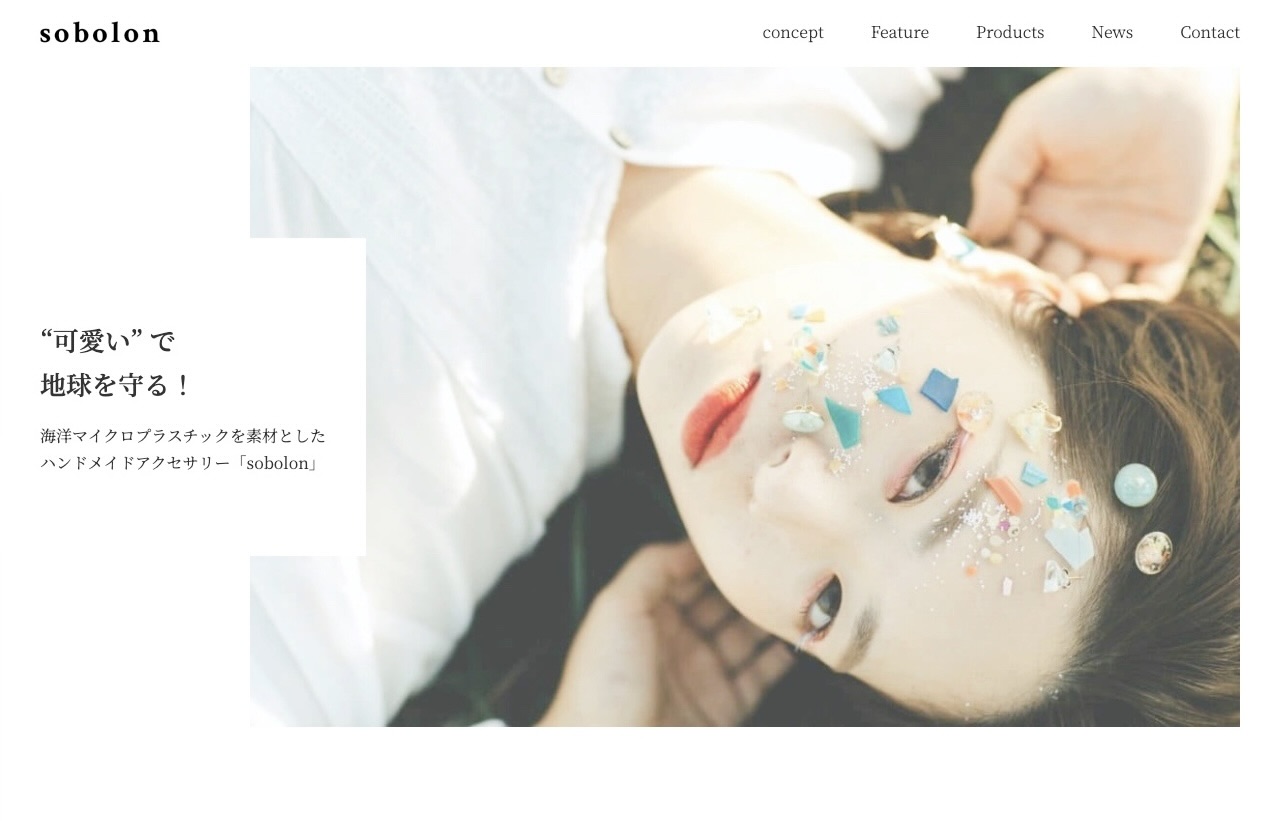 sobolon
concept
Feature
Products
News
Contact
“可愛い” で
地球を守る！
海洋マイクロプラスチックを素材とした
ハンドメイドアクセサリー「sobolon」